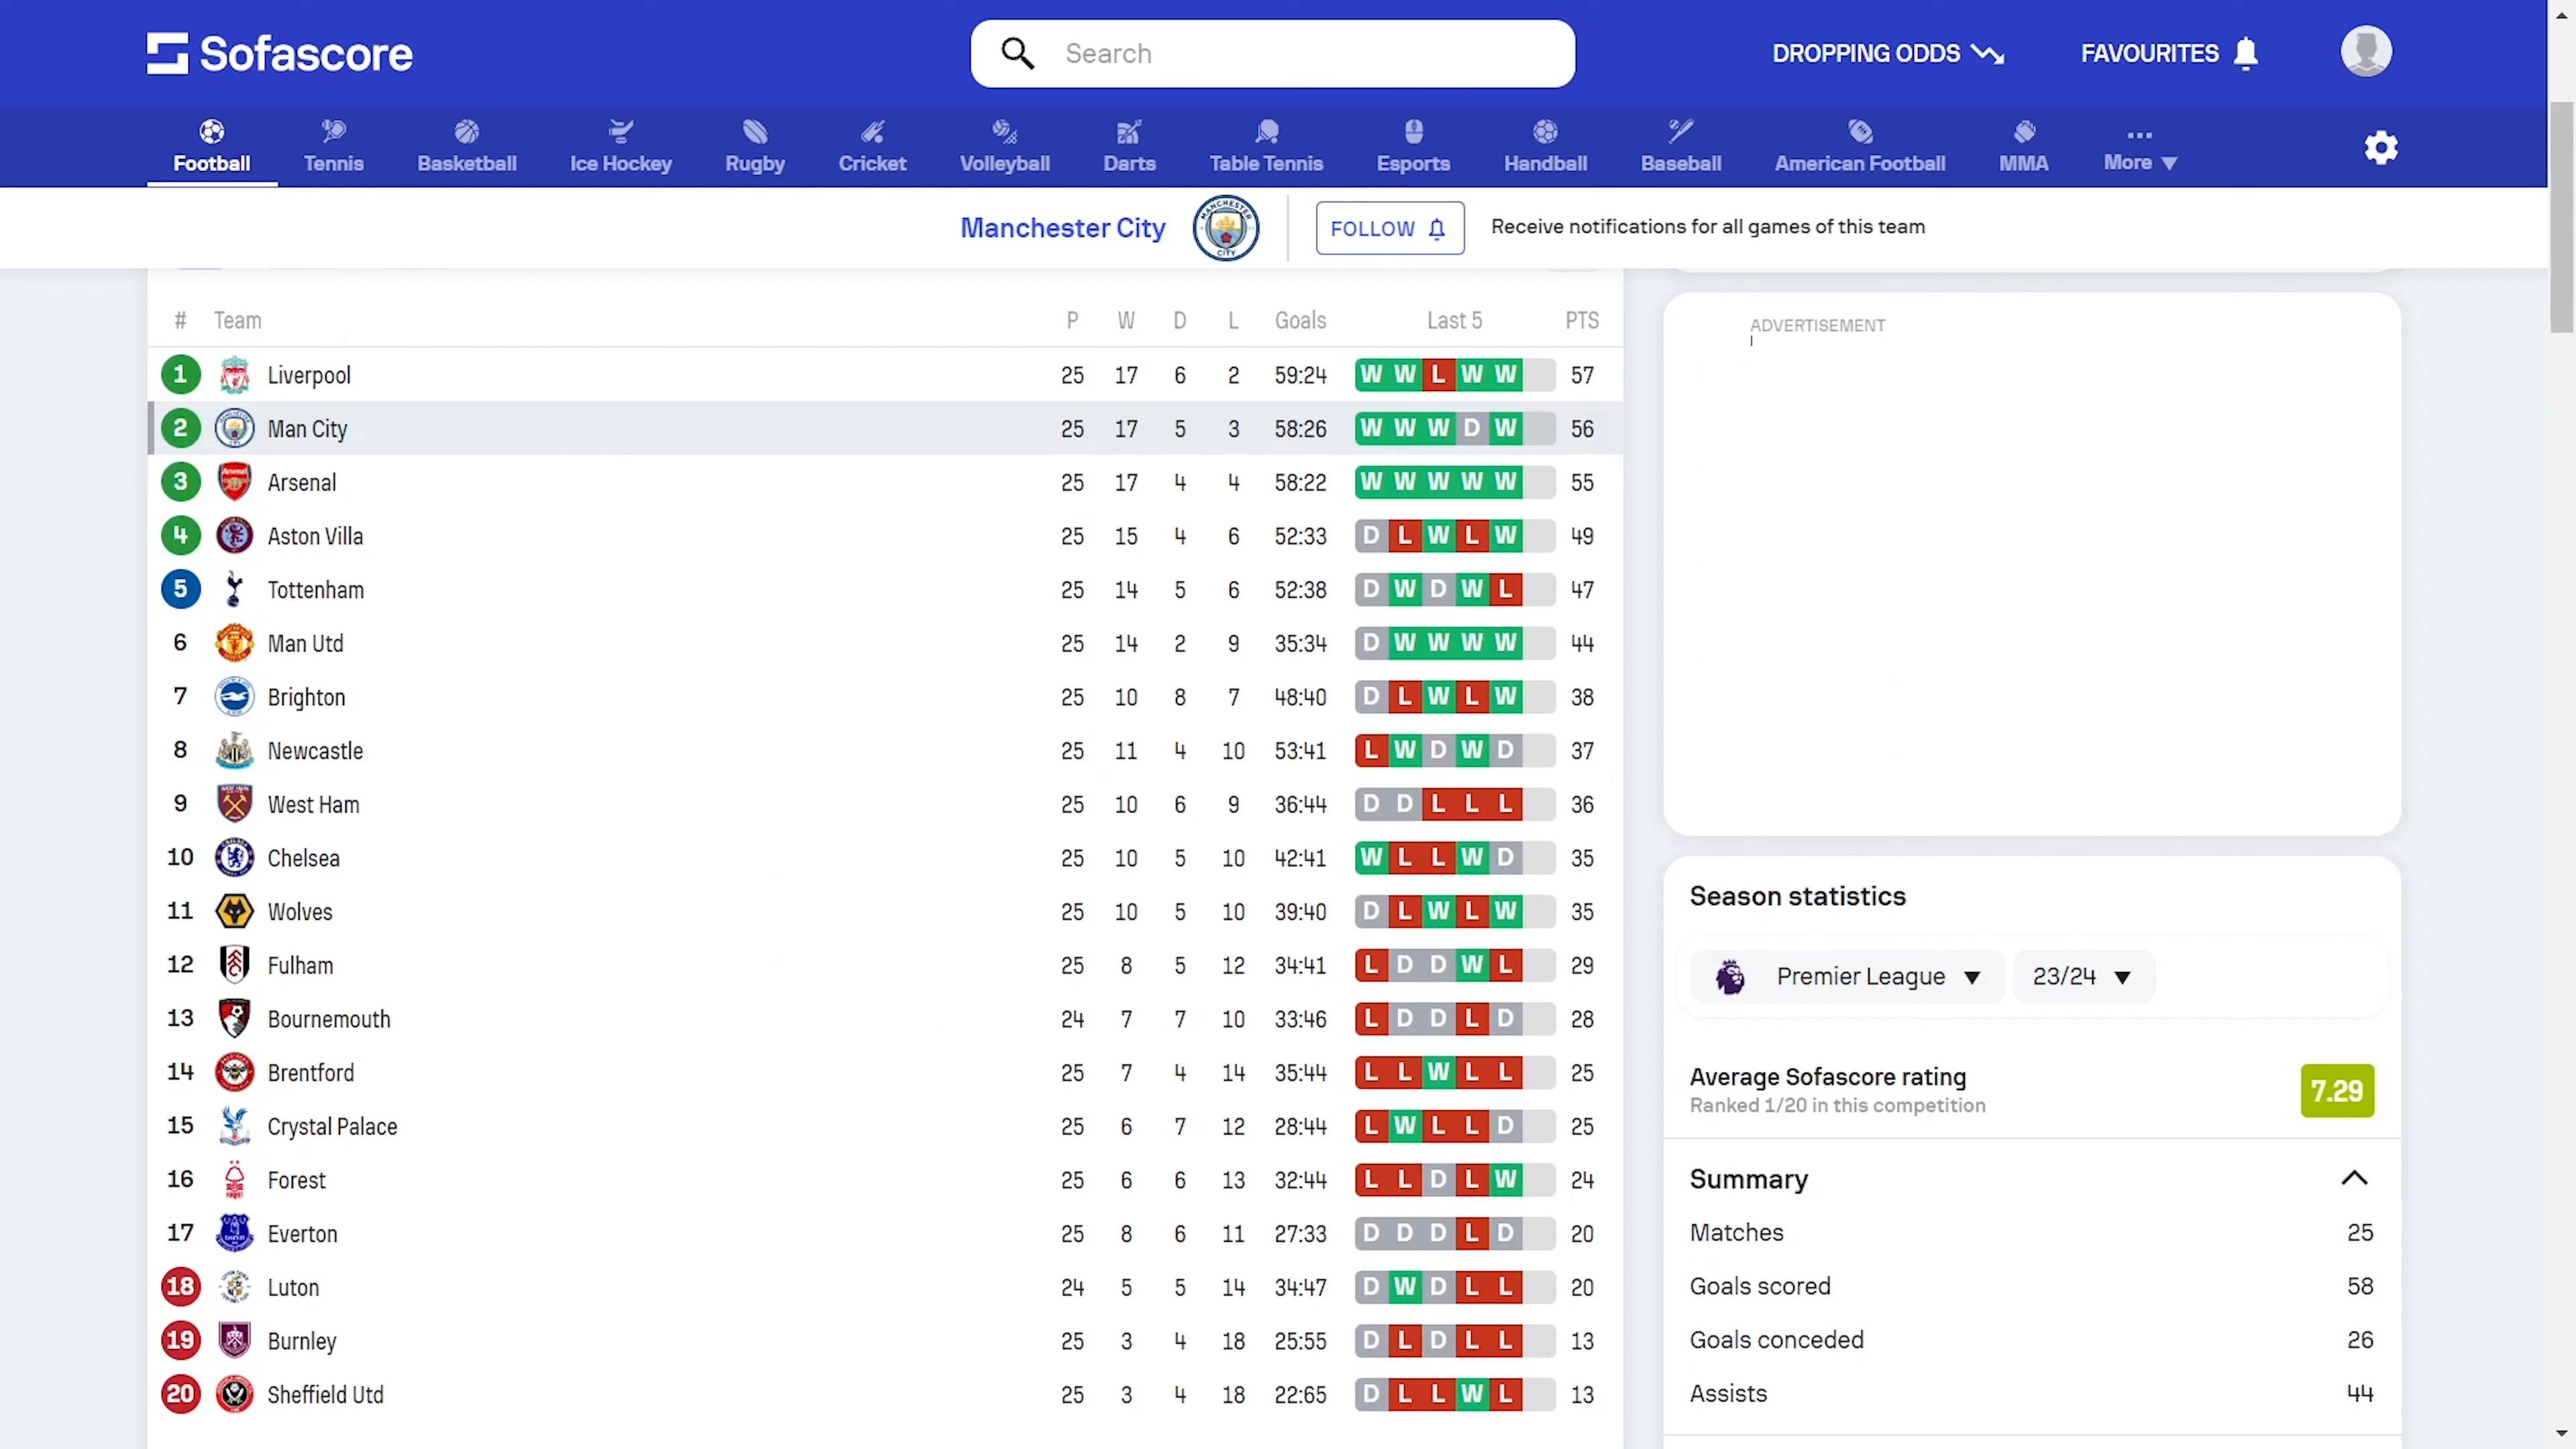 Sofascore
Search
DROPPING ODDS
FAVOURITES
Football Tennis Basketball Ice Hockey Rugby Cricket Volleyball Darts Table Tennis Esports Handball Baseball American Football MMA More
Manchester City
FOLLOW
Receive notifications for all games of this team
# Team P W D L Goals Last 5 PTS
1 Liverpool 25 17 6 2 59:24 W W L W W 57
2 Man City 25 17 5 3 58:26 W W W D W 56
3 Arsenal 25 17 4 4 58:22 W W W W W 55
4 Aston Villa 25 15 4 6 52:33 D L W L W 49
5 Tottenham 25 14 5 6 52:38 D W D W L 47
6 Man Utd 25 14 2 9 35:34 D W W W W 44
7 Brighton 25 10 8 7 48:40 D L W L W 38
8 Newcastle 25 11 4 10 53:41 L W D W D 37
9 West Ham 25 10 6 9 36:44 D D L L L 36
10 Chelsea 25 10 5 10 42:41 W L L W D 35
11 Wolves 25 10 5 10 39:40 D L W L W 35
12 Fulham 25 8 5 12 34:41 L D D W L 29
13 Bournemouth 24 7 7 10 33:46 L D D L D 28
14 Brentford 25 7 4 14 35:44 L L W L L 25
15 Crystal Palace 25 6 7 12 28:44 L W L L D 25
16 Forest 25 6 6 13 32:44 L L D L W 24
17 Everton 25 8 6 11 27:33 D D D L D 20
18 Luton 24 5 5 14 34:47 D W D L L 20
19 Burnley 25 3 4 18 25:55 D L D L L 13
20 Sheffield Utd 25 3 4 18 22:65 D L L W L 13
ADVERTISEMENT
Season statistics
Premier League 23/24
Average Sofascore rating 7.29
Ranked 1/20 in this competition
Summary
Matches 25
Goals scored 58
Goals conceded 26
Assists 44